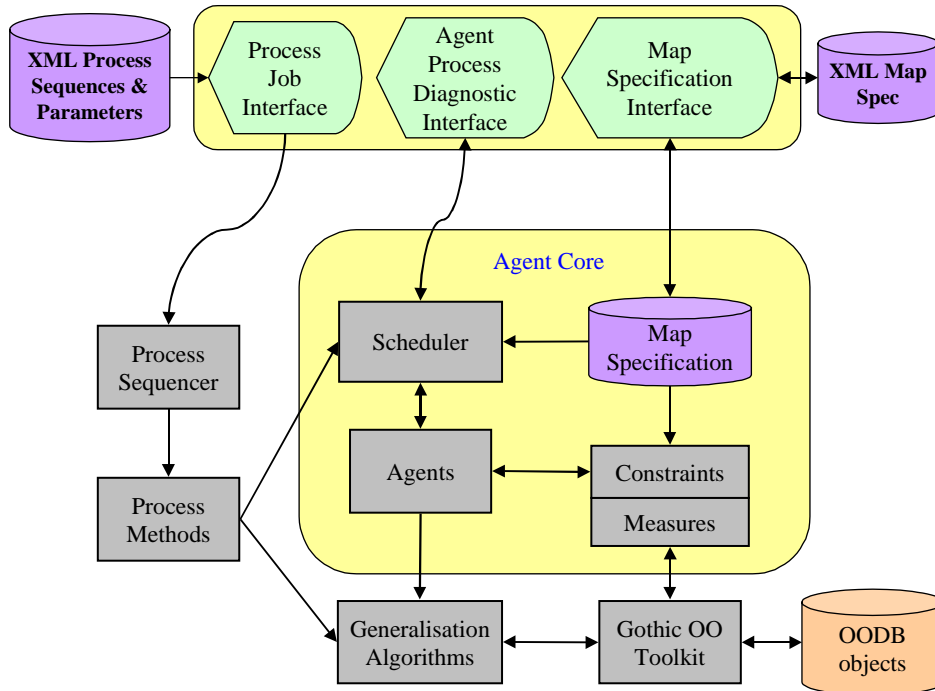 XML Process
Sequences &
Parameters
Process
Job
Interface
Agent
Process
Diagnostic
Interface
Map
Specification
Interface
XML Map
Spec
Agent Core
Scheduler
Map
Specification
Process
Sequencer
Agents
Constraints
Measures
Process
Methods
Generalisation
Algorithms
Gothic OO
Toolkit
OODB
objects